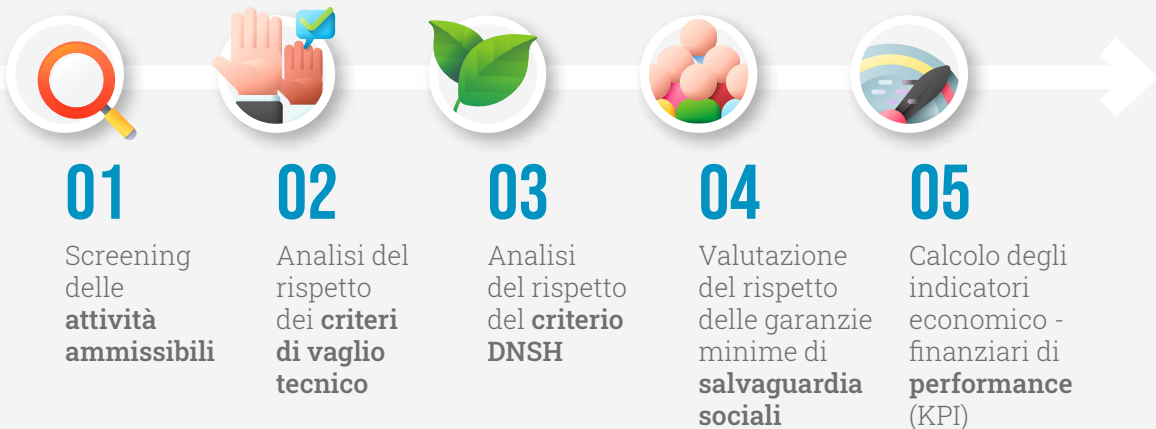 01
Screening
delle
attività
ammissibili
02
Analisi del
rispetto
dei criteri
di vaglio
tecnico
03
Analisi
del rispetto
del criterio
DNSH
04
Valutazione
del rispetto
delle garanzie
minime di
salvaguardia
sociali
05
Calcolo degli
indicatori
economico -
finanziari di
performance
(KPI)